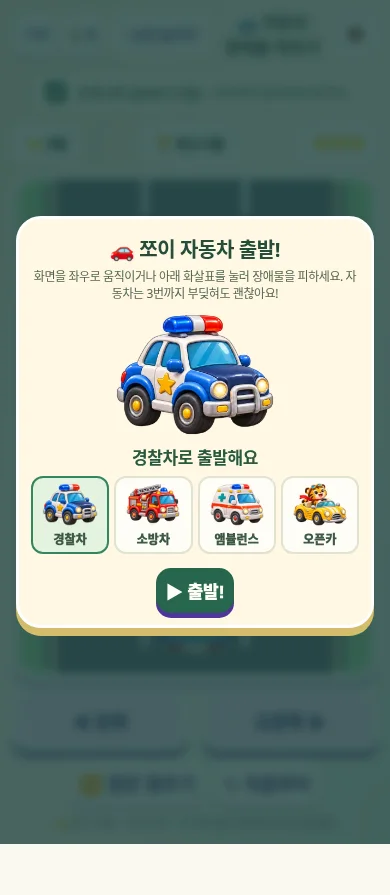 쪼이 자동차 출발!
화면을 좌우로 움직이거나 아래 화살표를 눌러 장애물을 피하세요. 자
동차는 3번까지 부딪혀도 괜찮아요!
경찰차로 출발해요
경찰차 소방차 앰뷸런스 오픈카
▶ 출발!